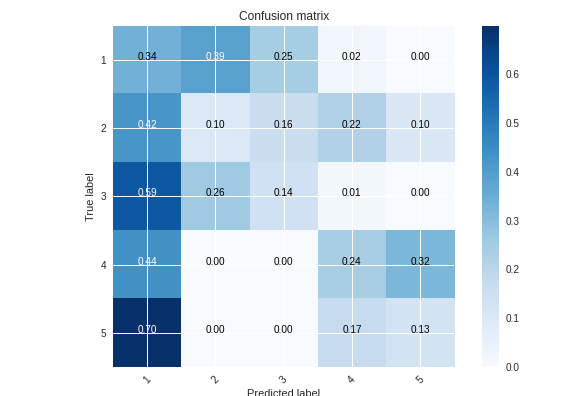 Confusion matrix
1 0.34 0.39 0.25 0.02 0.00
2 0.42 0.10 0.16 0.22 0.10
3 0.59 0.26 0.14 0.01 0.00
4 0.44 0.00 0.00 0.24 0.32
5 0.70 0.00 0.00 0.17 0.13
1 2 3 4 5
True label
Predicted label
0.6
0.5
0.4
0.3
0.2
0.1
0.0